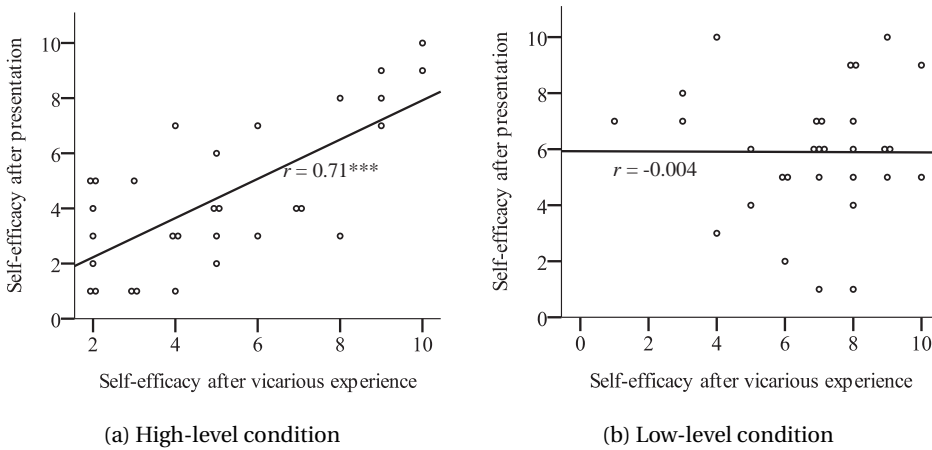 Self-efficacy after presentation
10
8
6
4
2
0
r = 0.71***
2 4 6 8 10
Self-efficacy after vicarious experience
(a) High-level condition
Self-efficacy after presentation
10
8
6
4
2
0
r = -0.004
0 2 4 6 8 10
Self-efficacy after vicarious experience
(b) Low-level condition